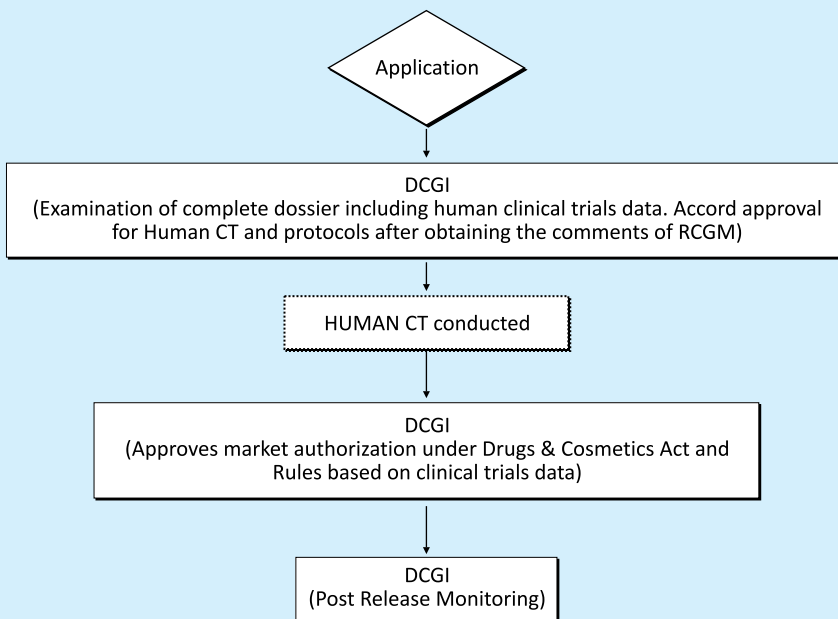 Application
DCGI
(Examination of complete dossier including human clinical trials data. Accord approval
for Human CT and protocols after obtaining the comments of RCGM)
HUMAN CT conducted
DCGI
(Approves market authorization under Drugs & Cosmetics Act and
Rules based on clinical trials data)
DCGI
(Post Release Monitoring)